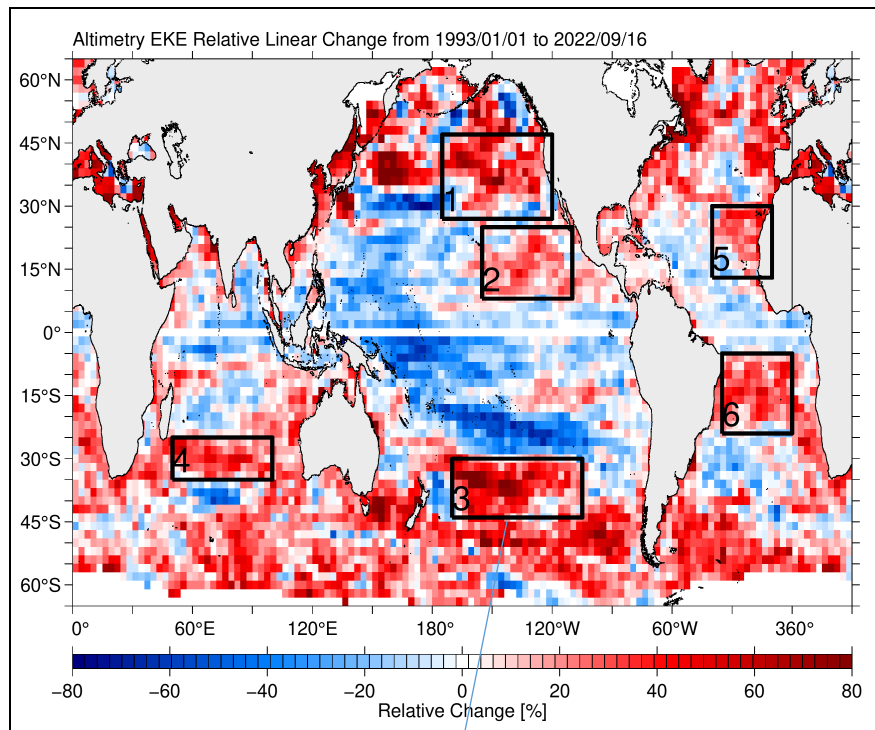 Altimetry EKE Relative Linear Change from 1993/01/01 to 2022/09/16
60°N
45°N
30°N
15°N
0°
15°S
30°S
45°S
60°S
1
2
3
4
5
6
0° 60°E 120°E 180° 120°W 60°W 360°
−80 −60 −40 −20 0 20 40 60 80
Relative Change [%]